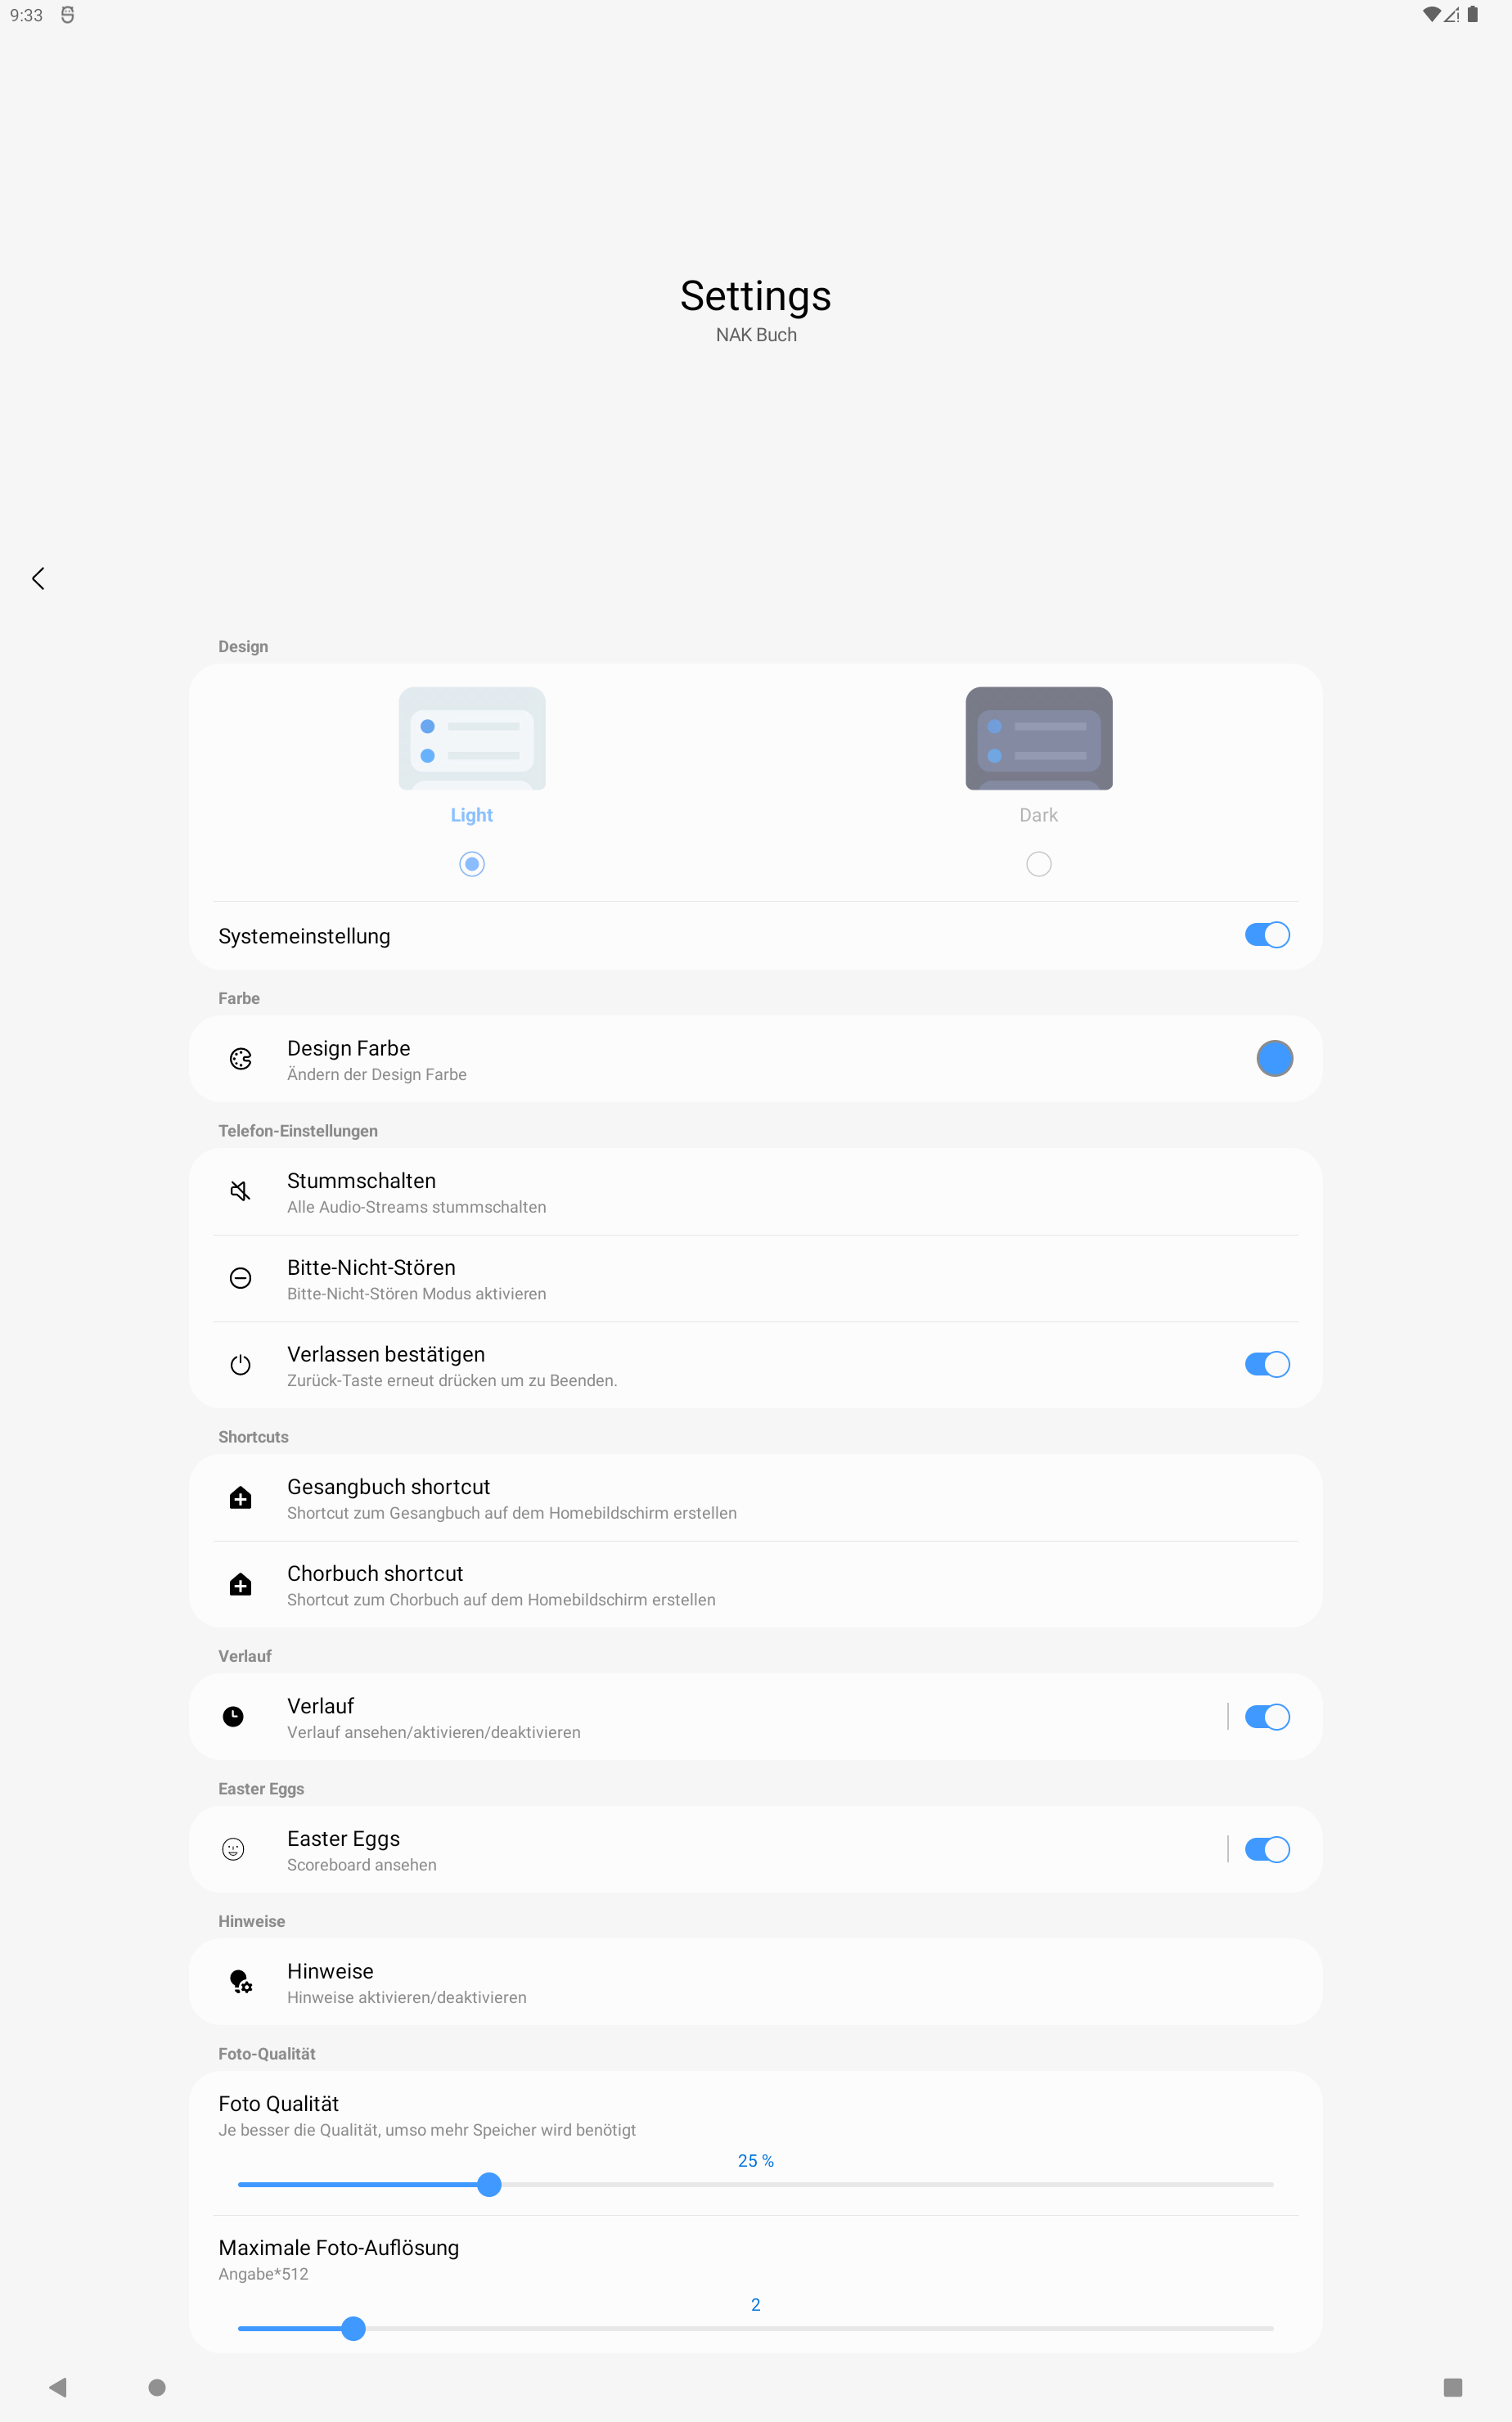 9:33
Settings
NAK Buch
Design
Light
Dark
Systemeinstellung
Farbe
Design Farbe
Ändern der Design Farbe
Telefon-Einstellungen
Stummschalten
Alle Audio-Streams stummschalten
Bitte-Nicht-Stören
Bitte-Nicht-Stören Modus aktivieren
Verlassen bestätigen
Zurück-Taste erneut drücken um zu Beenden.
Shortcuts
Gesangbuch shortcut
Shortcut zum Gesangbuch auf dem Homebildschirm erstellen
Chorbuch shortcut
Shortcut zum Chorbuch auf dem Homebildschirm erstellen
Verlauf
Verlauf
Verlauf ansehen/aktivieren/deaktivieren
Easter Eggs
Easter Eggs
Scoreboard ansehen
Hinweise
Hinweise
Hinweise aktivieren/deaktivieren
Foto-Qualität
Foto Qualität
Je besser die Qualität, umso mehr Speicher wird benötigt
25 %
Maximale Foto-Auflösung
Angabe*512
2